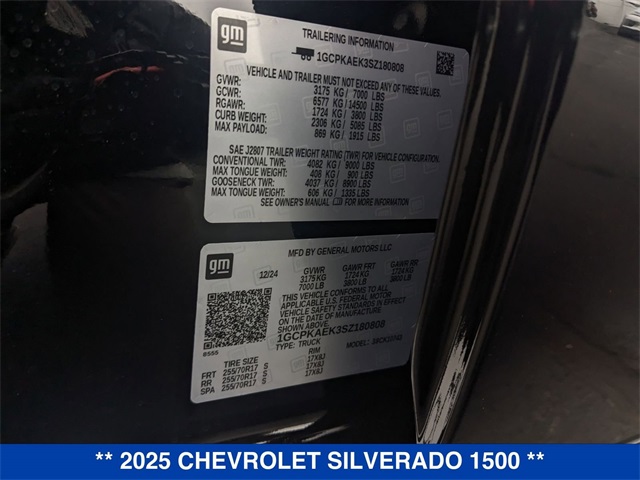 gm
TRAILERING INFORMATION
1GCPKAEK3SZ180808
VEHICLE AND TRAILER MUST NOT EXCEED ANY OF THESE VALUES.
GVWR: 3175 KG / 7000 LBS
GCWR: 6577 KG / 14500 LBS
RGAWR: 1724 KG / 3800 LBS
CURB WEIGHT: 2306 KG / 5085 LBS
MAX PAYLOAD: 869 KG / 1915 LBS
SAE J2807 TRAILER WEIGHT RATING (TWR) FOR VEHICLE CONFIGURATION.
CONVENTIONAL TWR: 4082 KG / 9000 LBS
MAX TONGUE WEIGHT: 408 KG / 900 LBS
GOOSENECK TWR: 4037 KG / 8900 LBS
MAX TONGUE WEIGHT: 606 KG / 1335 LBS
SEE OWNER'S MANUAL
gm
MFD BY GENERAL MOTORS LLC
12/24 GVWR GAWR FRT GAWR RR
3175 KG 1724 KG 1724 KG
7000 LB 3800 LB 3800 LB
THIS VEHICLE CONFORMS TO ALL
APPLICABLE U.S. FEDERAL MOTOR
VEHICLE SAFETY STANDARDS IN
EFFECT ON THE DATE OF
MANUFACTURE SHOWN ABOVE.
1GCPKAEK3SZ180808
TYPE: TRUCK
8555
TIRE SIZE RIM
FRT 255/70R17 S 17X8J
RR 255/70R17 S 17X8J
SPA 255/70R17 S 17X8J
** 2025 CHEVROLET SILVERADO 1500 **